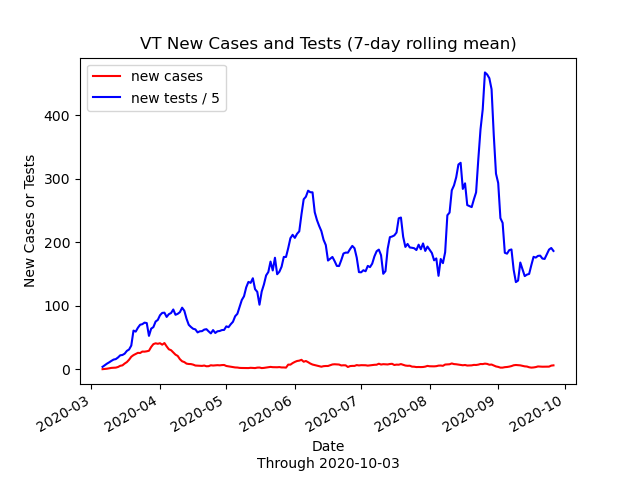 VT New Cases and Tests (7-day rolling mean)
new cases
new tests / 5
New Cases or Tests
400
300
200
100
0
2020-03
2020-04
2020-05
2020-06
2020-07
2020-08
2020-09
2020-10
Date
Through 2020-10-03